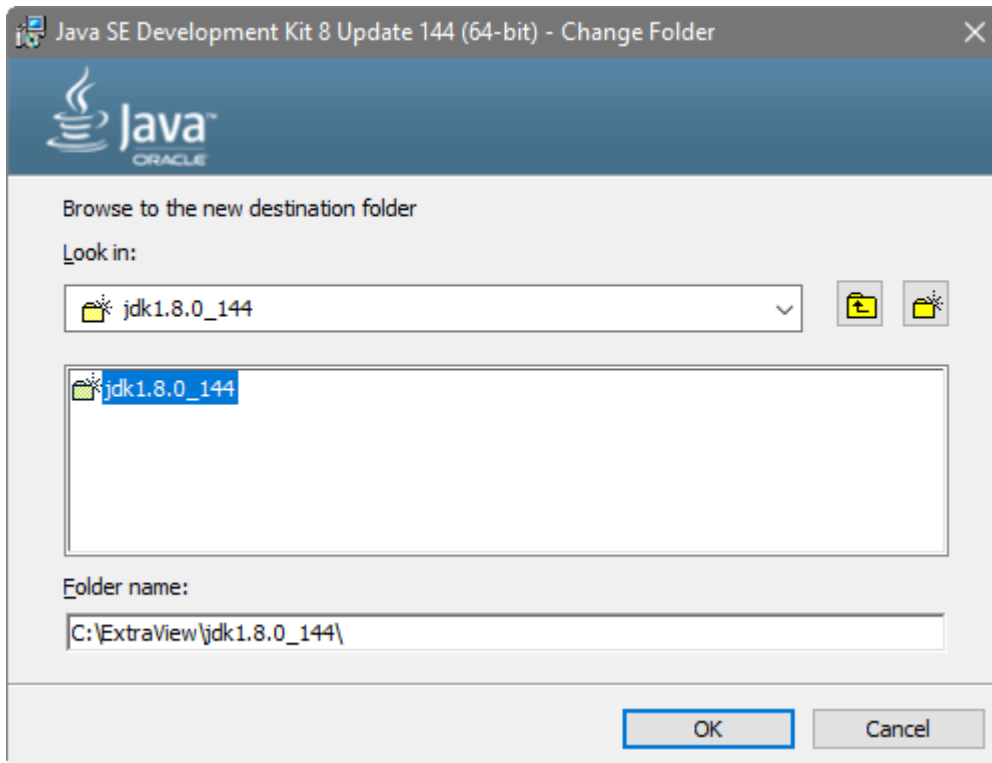 Java SE Development Kit 8 Update 144 (64-bit) - Change Folder
Java™
ORACLE
Browse to the new destination folder
Look in:
jdk1.8.0_144
jdk1.8.0_144
Folder name:
C:\ExtraView\jdk1.8.0_144\
OK Cancel